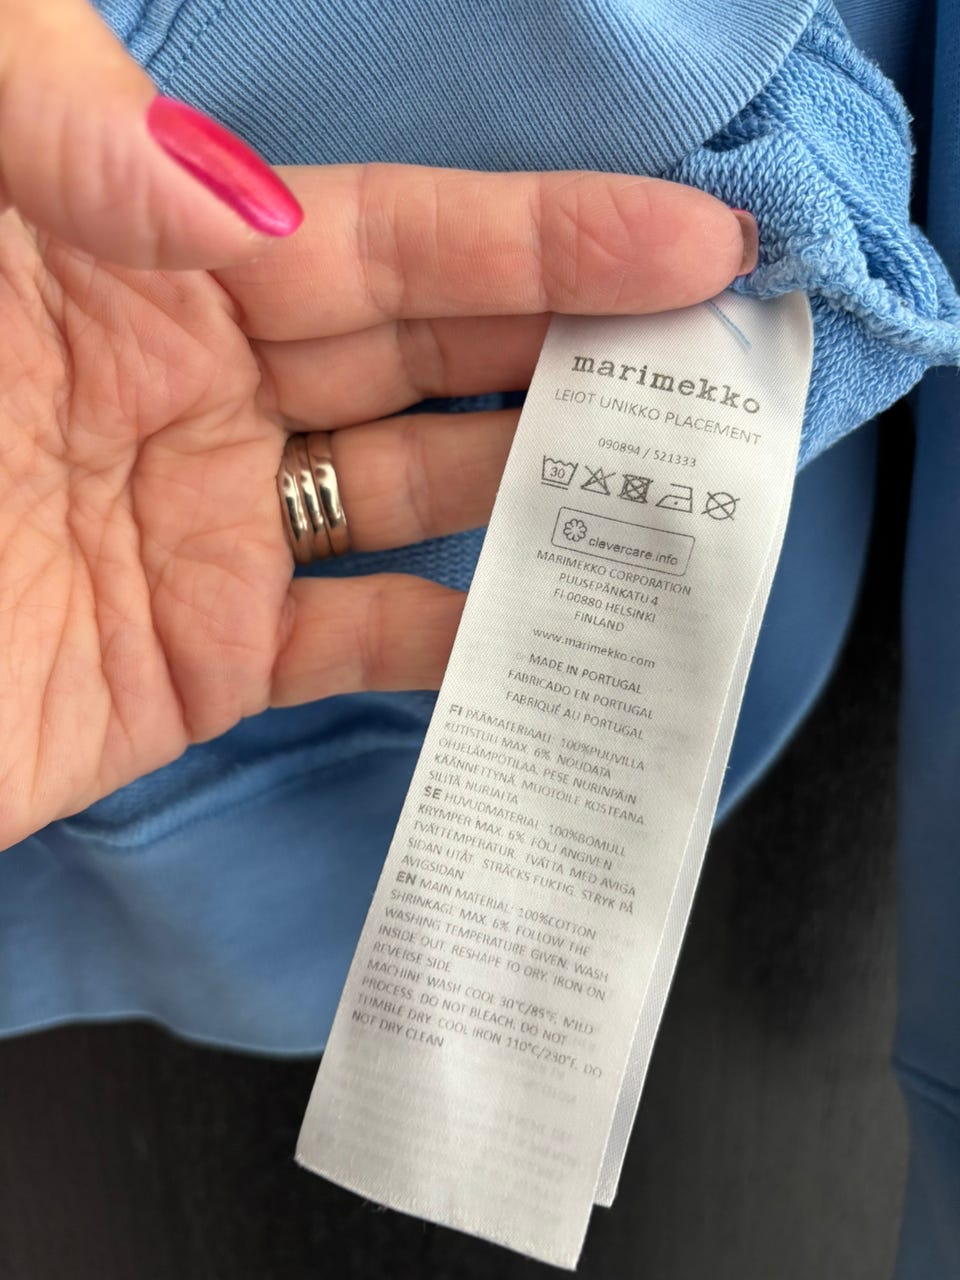 marimekko
LEIOT UNIKKO PLACEMENT
090894 / 521333
30
clevercare.info
MARIMEKKO CORPORATION
PUUSEPÄNKATU 4
FI-00880 HELSINKI
FINLAND
www.marimekko.com
MADE IN PORTUGAL
FABRICADO EN PORTUGAL
FABRIQUÉ AU PORTUGAL
FI PÄÄMATERIAALI: 100%PUUVILLA
KUTISTUU MAX. 6% NOUDATA
OHJELÄMPÖTILAA, PESE NURINPÄIN
KÄÄNNETTYNÄ. MUOTOILE KOSTEANA.
SILITÄ NURJALTA
SE HUVUDMATERIAL: 100%BOMULL
KRYMPER MAX. 6% FÖLJ ANGIVEN
TVÄTTEMPERATUR. TVÄTTA MED AVIGA
SIDAN UTÅT. STRÄCKS FUKTIG. STRYK PÅ
AVIGSIDAN
EN MAIN MATERIAL: 100%COTTON
SHRINKAGE MAX. 6% FOLLOW THE
WASHING TEMPERATURE GIVEN. WASH
INSIDE OUT. RESHAPE TO DRY. IRON ON
REVERSE SIDE
MACHINE WASH COOL 30°C/85°F, MILD
PROCESS. DO NOT BLEACH. DO NOT
TUMBLE DRY. COOL IRON 110°C/230°F. DO
NOT DRY CLEAN